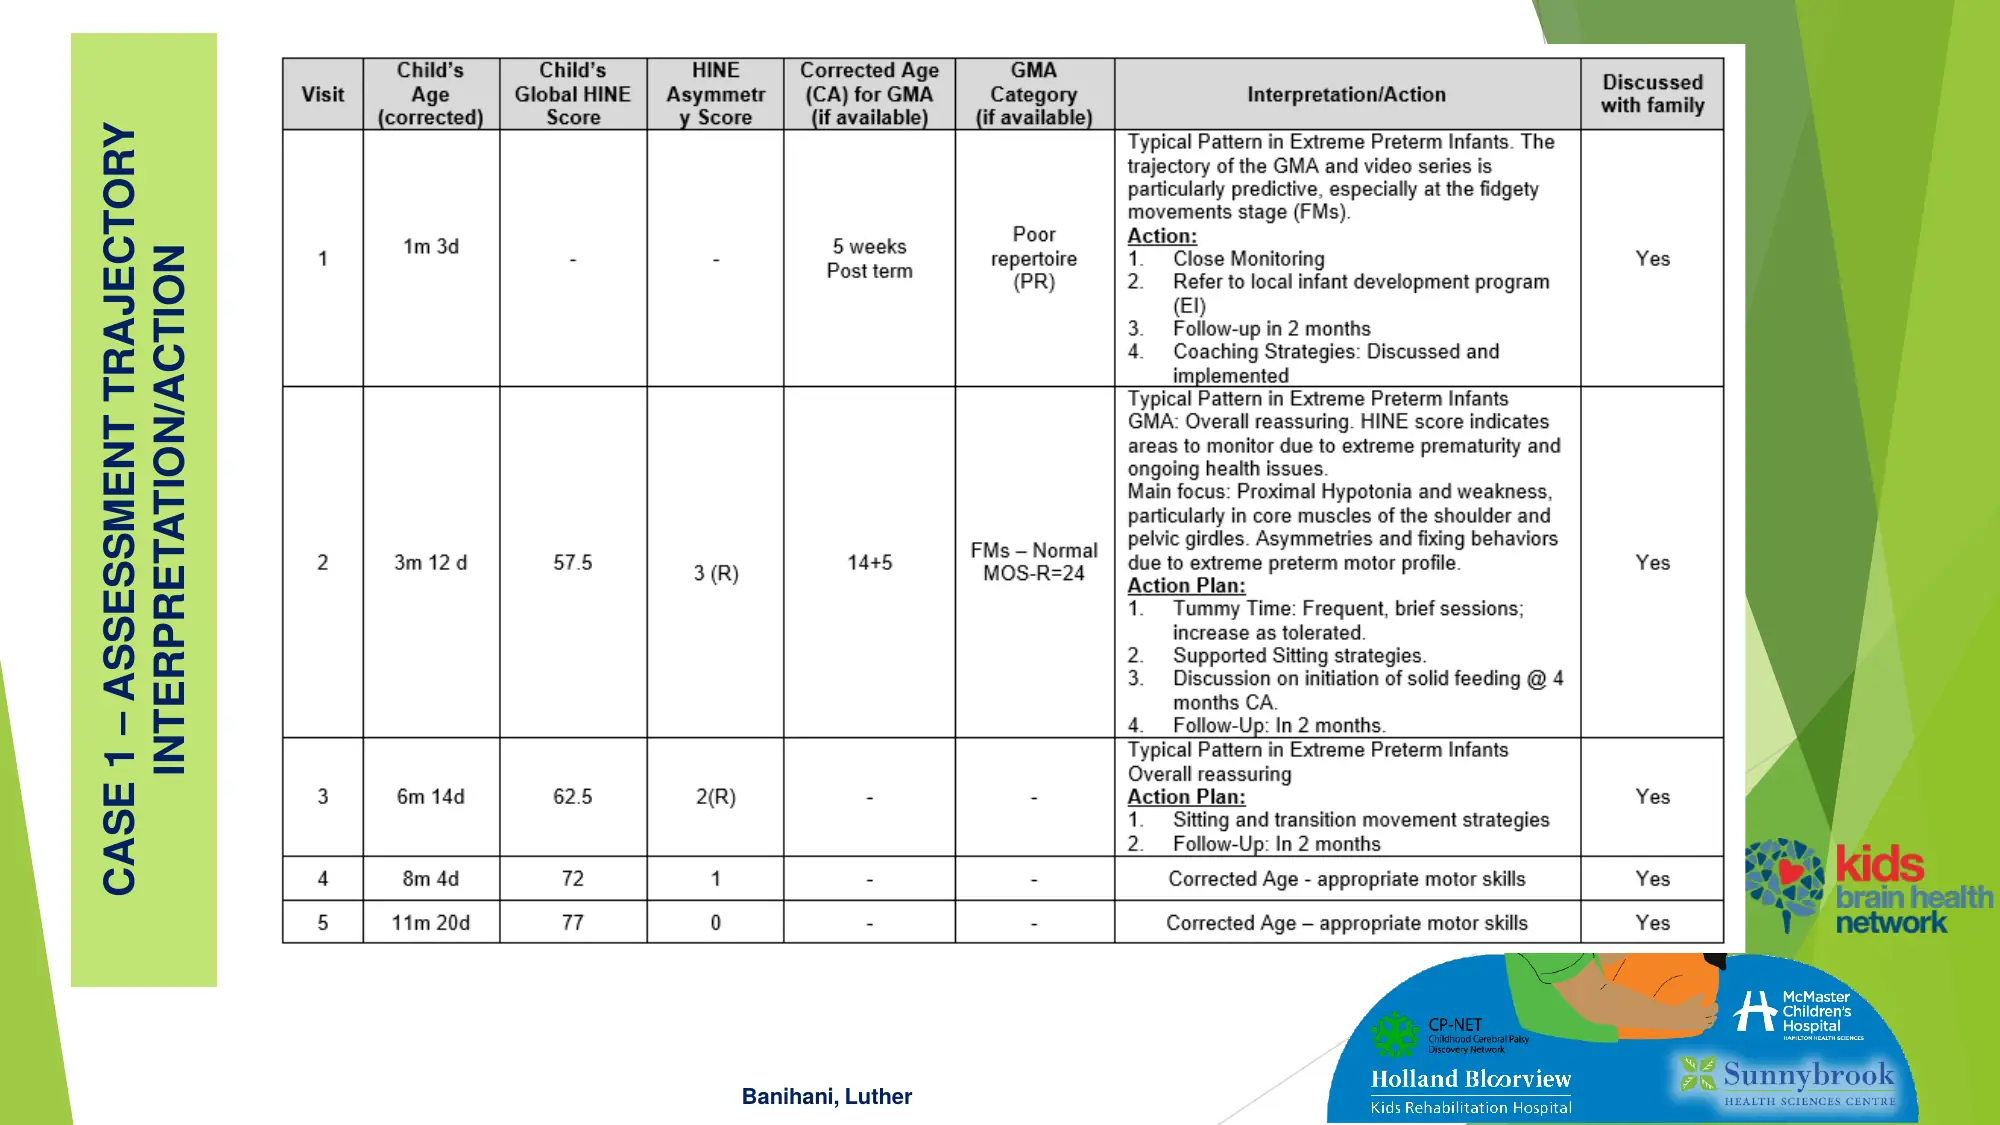 CASE 1 – ASSESSMENT TRAJECTORY
INTERPRETATION/ACTION
Visit
Child's
Age
(corrected)
Child's
Global HINE
Score
HINE
Asymmetr
y Score
Corrected Age
(CA) for GMA
(if available)
GMA
Category
(if available)
Interpretation/Action
Discussed
with family
1
1m 3d
-
-
5 weeks
Post term
Poor
repertoire
(PR)
Typical Pattern in Extreme Preterm Infants. The
trajectory of the GMA and video series is
particularly predictive, especially at the fidgety
movements stage (FMs).
Action:
1. Close Monitoring
2. Refer to local infant development program
(EI)
3. Follow-up in 2 months
4. Coaching Strategies: Discussed and
implemented
Yes
2
3m 12 d
57.5
3 (R)
14+5
FMs – Normal
MOS-R=24
Typical Pattern in Extreme Preterm Infants
GMA: Overall reassuring. HINE score indicates
areas to monitor due to extreme prematurity and
ongoing health issues.
Main focus: Proximal Hypotonia and weakness,
particularly in core muscles of the shoulder and
pelvic girdles. Asymmetries and fixing behaviors
due to extreme preterm motor profile.
Action Plan:
1. Tummy Time: Frequent, brief sessions;
increase as tolerated.
2. Supported Sitting strategies.
3. Discussion on initiation of solid feeding @ 4
months CA.
4. Follow-Up: In 2 months.
Yes
3
6m 14d
62.5
2(R)
-
-
Typical Pattern in Extreme Preterm Infants
Overall reassuring
Action Plan:
1. Sitting and transition movement strategies
2. Follow-Up: In 2 months
Yes
4
8m 4d
72
1
-
-
Corrected Age - appropriate motor skills
Yes
5
11m 20d
77
0
-
-
Corrected Age – appropriate motor skills
Yes
kids
brain health
network
McMaster
Children's
Hospital
HAMILTON HEALTH SCIENCES
CP-NET
Childhood Cerebral Palsy
Discovery Network
Holland Bloorview
Kids Rehabilitation Hospital
Sunnybrook
HEALTH SCIENCES CENTRE
Banihani, Luther